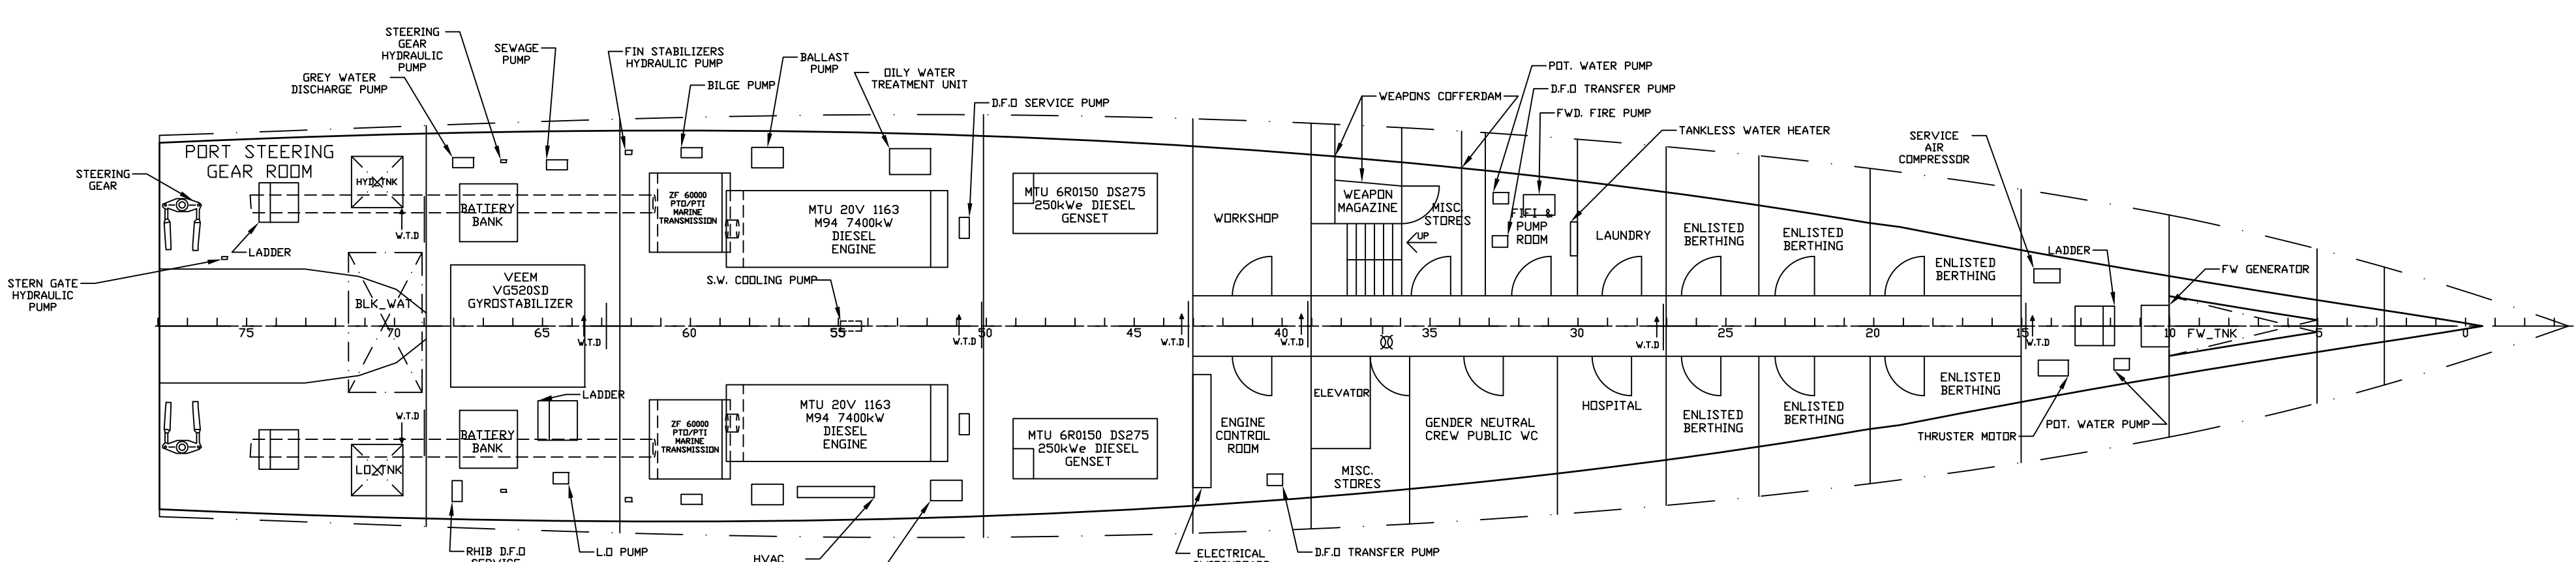 STEERING
GEAR
HYDRAULIC
PUMP
SEWAGE
PUMP
FIN STABILIZERS
HYDRAULIC PUMP
BALLAST
PUMP
OILY WATER
TREATMENT UNIT
GREY WATER
DISCHARGE PUMP
BILGE PUMP
D.F.O SERVICE PUMP
WEAPONS COFFERDAM
POT. WATER PUMP
D.F.O TRANSFER PUMP
FWD. FIRE PUMP
TANKLESS WATER HEATER
SERVICE
AIR
COMPRESSOR
PORT STEERING
GEAR ROOM
STEERING
GEAR
HYD_TNK
BATTERY
BANK
ZF 60000
PTO/PTI
MARINE
TRANSMISSION
MTU 20V 1163
M94 7400kW
DIESEL
ENGINE
MTU 6R0150 DS275
250kWe DIESEL
GENSET
WORKSHOP
WEAPON
MAGAZINE
MISC.
STORES
UP
FIFI &
PUMP
ROOM
LAUNDRY
ENLISTED
BERTHING
ENLISTED
BERTHING
ENLISTED
BERTHING
LADDER
FW GENERATOR
W.T.D
LADDER
STERN GATE
HYDRAULIC
PUMP
BLK_WAT
VEEM
VG520SD
GYROSTABILIZER
S.W. COOLING PUMP
75
70
65
60
55
50
45
40
35
30
25
20
15
10
FW_TNK
5
0
W.T.D
W.T.D
W.T.D
W.T.D
W.T.D
W.T.D
W.T.D
LADDER
LO_TNK
BATTERY
BANK
ZF 60000
PTO/PTI
MARINE
TRANSMISSION
MTU 20V 1163
M94 7400kW
DIESEL
ENGINE
MTU 6R0150 DS275
250kWe DIESEL
GENSET
ENGINE
CONTROL
ROOM
ELEVATOR
MISC.
STORES
GENDER NEUTRAL
CREW PUBLIC WC
HOSPITAL
ENLISTED
BERTHING
ENLISTED
BERTHING
ENLISTED
BERTHING
THRUSTER MOTOR
POT. WATER PUMP
RHIB D.F.O
L.O PUMP
HVAC
ELECTRICAL
D.F.O TRANSFER PUMP